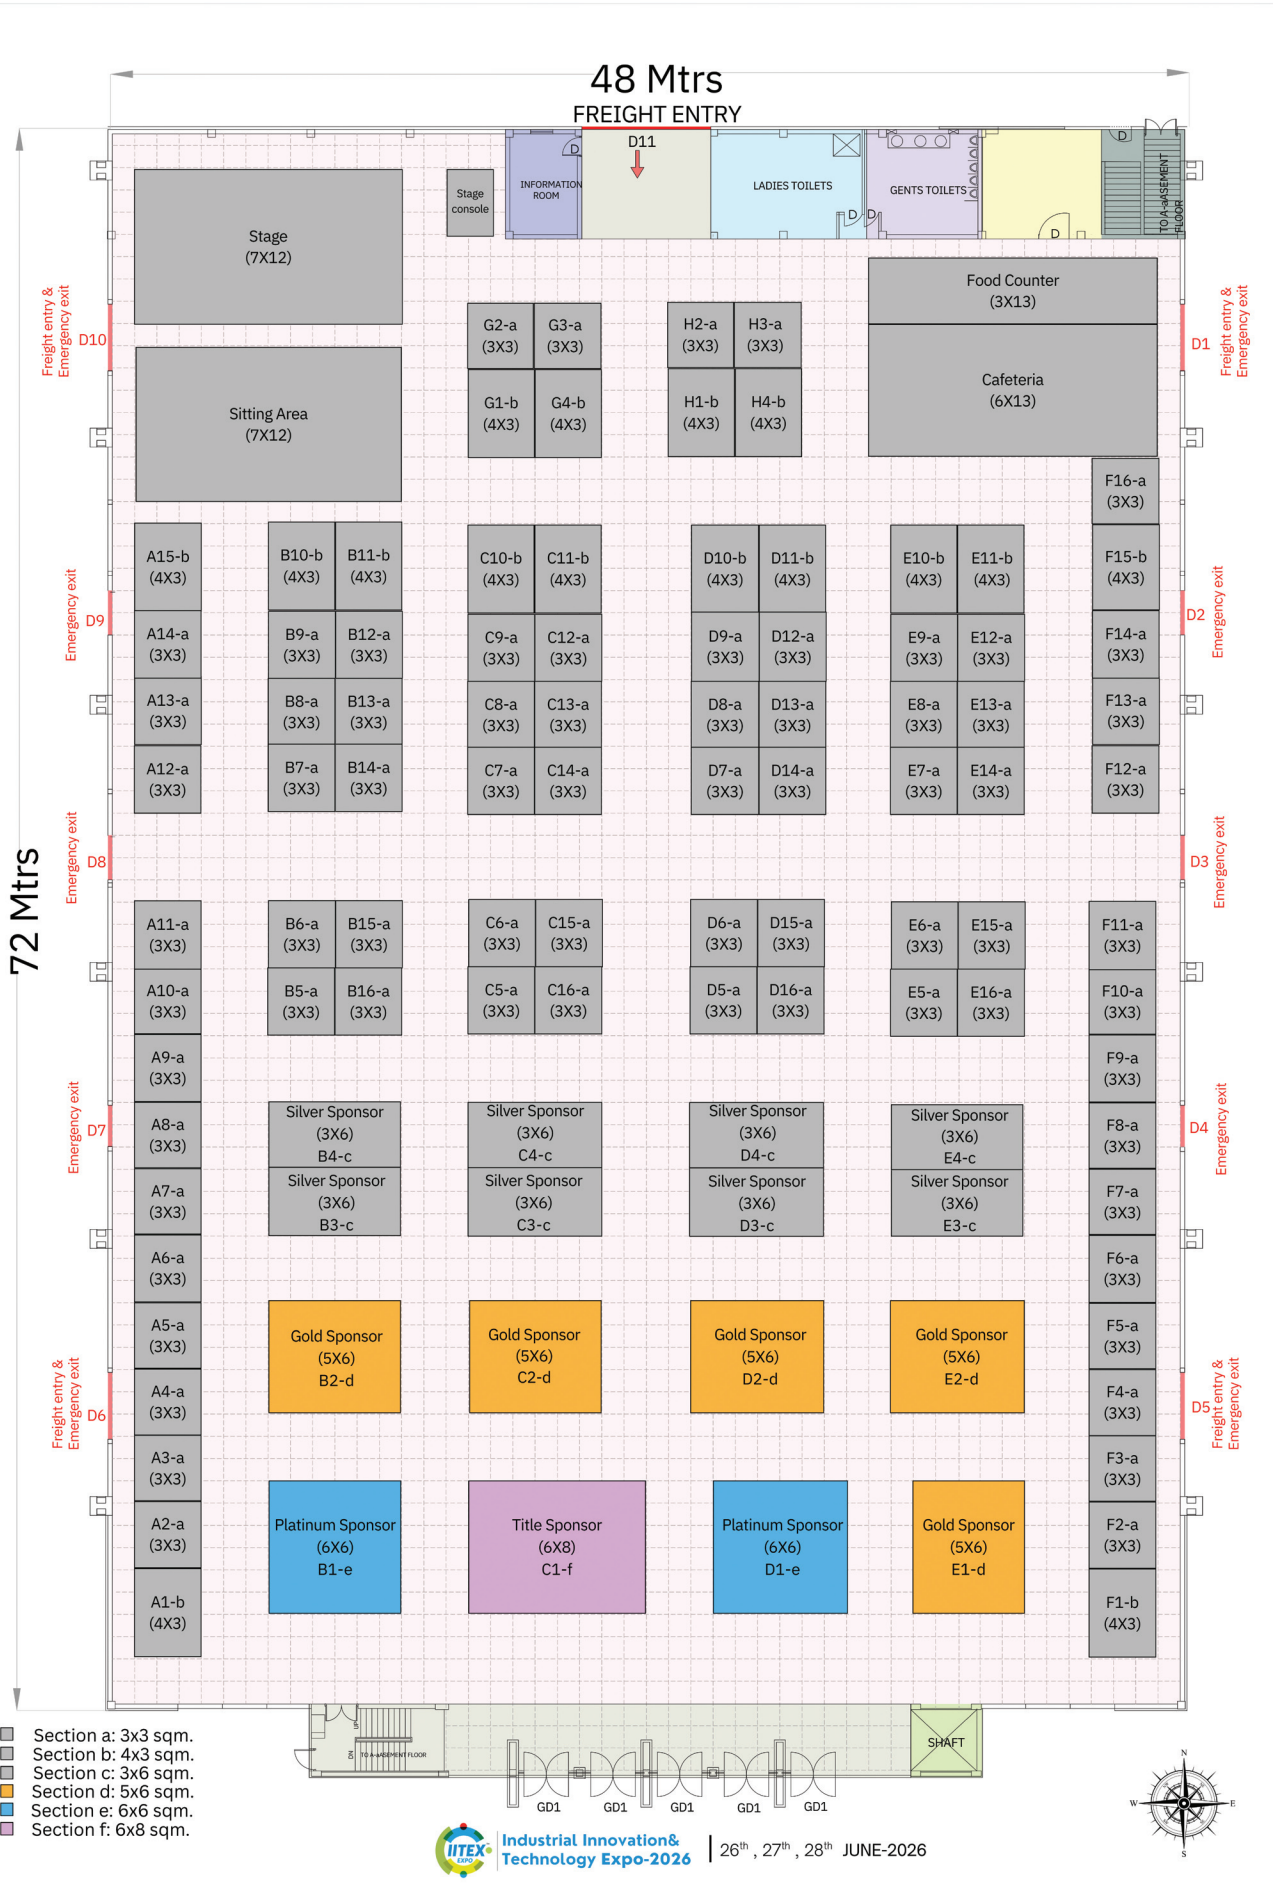 48 Mtrs
FREIGHT ENTRY
D11
D
INFORMATION
ROOM
LADIES TOILETS
GENTS TOILETS
D
D
D
D
TO A-aASEMENT
FLOOR
Stage
(7X12)
Stage
console
Food Counter
(3X13)
Freight entry &
Emergency exit
D10
G2-a
(3X3)
G3-a
(3X3)
H2-a
(3X3)
H3-a
(3X3)
D1
Freight entry &
Emergency exit
Sitting Area
(7X12)
G1-b
(4X3)
G4-b
(4X3)
H1-b
(4X3)
H4-b
(4X3)
Cafeteria
(6X13)
F16-a
(3X3)
A15-b
(4X3)
B10-b
(4X3)
B11-b
(4X3)
C10-b
(4X3)
C11-b
(4X3)
D10-b
(4X3)
D11-b
(4X3)
E10-b
(4X3)
E11-b
(4X3)
F15-b
(4X3)
Emergency exit
D9
D2
Emergency exit
A14-a
(3X3)
B9-a
(3X3)
B12-a
(3X3)
C9-a
(3X3)
C12-a
(3X3)
D9-a
(3X3)
D12-a
(3X3)
E9-a
(3X3)
E12-a
(3X3)
F14-a
(3X3)
A13-a
(3X3)
B8-a
(3X3)
B13-a
(3X3)
C8-a
(3X3)
C13-a
(3X3)
D8-a
(3X3)
D13-a
(3X3)
E8-a
(3X3)
E13-a
(3X3)
F13-a
(3X3)
A12-a
(3X3)
B7-a
(3X3)
B14-a
(3X3)
C7-a
(3X3)
C14-a
(3X3)
D7-a
(3X3)
D14-a
(3X3)
E7-a
(3X3)
E14-a
(3X3)
F12-a
(3X3)
72 Mtrs
Emergency exit
D8
D3
Emergency exit
A11-a
(3X3)
B6-a
(3X3)
B15-a
(3X3)
C6-a
(3X3)
C15-a
(3X3)
D6-a
(3X3)
D15-a
(3X3)
E6-a
(3X3)
E15-a
(3X3)
F11-a
(3X3)
A10-a
(3X3)
B5-a
(3X3)
B16-a
(3X3)
C5-a
(3X3)
C16-a
(3X3)
D5-a
(3X3)
D16-a
(3X3)
E5-a
(3X3)
E16-a
(3X3)
F10-a
(3X3)
A9-a
(3X3)
F9-a
(3X3)
Emergency exit
D7
A8-a
(3X3)
Silver Sponsor
(3X6)
B4-c
Silver Sponsor
(3X6)
C4-c
Silver Sponsor
(3X6)
D4-c
Silver Sponsor
(3X6)
E4-c
F8-a
(3X3)
D4
Emergency exit
A7-a
(3X3)
Silver Sponsor
(3X6)
B3-c
Silver Sponsor
(3X6)
C3-c
Silver Sponsor
(3X6)
D3-c
Silver Sponsor
(3X6)
E3-c
F7-a
(3X3)
A6-a
(3X3)
F6-a
(3X3)
A5-a
(3X3)
Gold Sponsor
(5X6)
B2-d
Gold Sponsor
(5X6)
C2-d
Gold Sponsor
(5X6)
D2-d
Gold Sponsor
(5X6)
E2-d
F5-a
(3X3)
Freight entry &
Emergency exit
D6
A4-a
(3X3)
F4-a
(3X3)
D5
Freight entry &
Emergency exit
A3-a
(3X3)
F3-a
(3X3)
A2-a
(3X3)
Platinum Sponsor
(6X6)
B1-e
Title Sponsor
(6X8)
C1-f
Platinum Sponsor
(6X6)
D1-e
Gold Sponsor
(5X6)
E1-d
F2-a
(3X3)
A1-b
(4X3)
F1-b
(4X3)
UP
DN
TO A-aASEMENT FLOOR
SHAFT
GD1
GD1
GD1
GD1
GD1
Section a: 3x3 sqm.
Section b: 4x3 sqm.
Section c: 3x6 sqm.
Section d: 5x6 sqm.
Section e: 6x6 sqm.
Section f: 6x8 sqm.
N
W
E
S
IITEX
EXPO
Industrial Innovation&
Technology Expo-2026
26th , 27th , 28th JUNE-2026